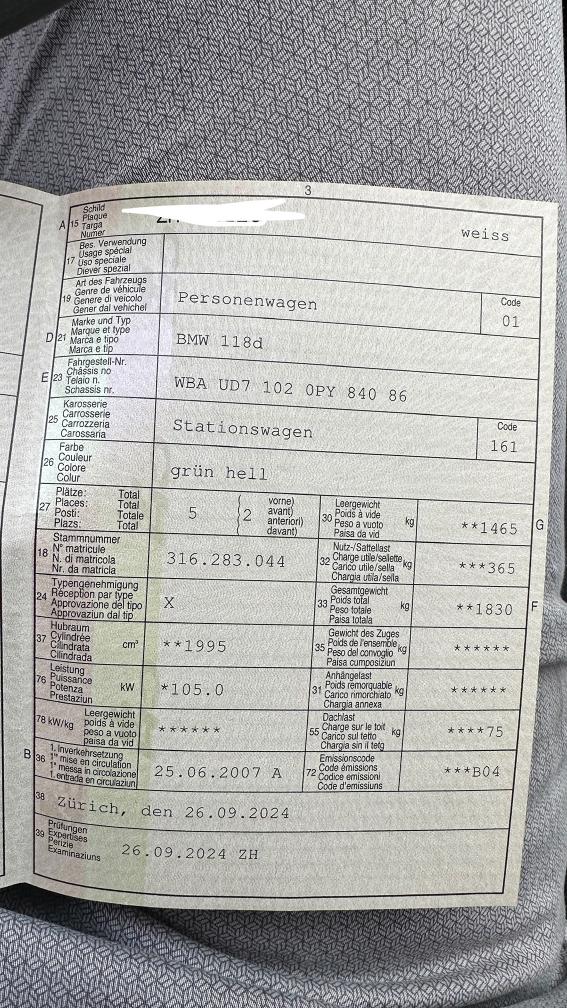 3
A 15 Schild
Plaque
Targa
Numer
weiss
17 Bes. Verwendung
Usage spécial
Uso speciale
Diever spezial
19 Art des Fahrzeugs
Genre de véhicule
Genere di veicolo
Gener dal vehichel
Personenwagen
Code
01
D 21 Marke und Typ
Marque et type
Marca e tipo
Marca e tip
BMW 118d
E 23 Fahrgestell-Nr.
Châssis no
Telaio n.
Schassis nr.
WBA UD7 102 0PY 840 86
25 Karosserie
Carrosserie
Carrozzeria
Carossaria
Stationswagen
Code
161
26 Farbe
Couleur
Colore
Colur
grün hell
27 Plätze: Total
Places: Total
Posti: Totale
Plazs: Total
5
2 vorne)
avant)
anteriori)
davant)
30 Leergewicht
Poids à vide
Peso a vuoto
Paisa da vid
kg
**1465
G
18 Stammnummer
N° matricule
N. di matricola
Nr. da matricla
316.283.044
32 Nutz-/Sattellast
Charge utile/sellette
Carico utile/sella
Chargia utila/sella
kg
***365
24 Typengenehmigung
Réception par type
Approvazione del tipo
Approvaziun dal tip
X
33 Gesamtgewicht
Poids total
Peso totale
Paisa totala
kg
**1830
F
37 Hubraum
Cylindrée
Cilindrata
Cilindrada
cm³
**1995
35 Gewicht des Zuges
Poids de l'ensemble
Peso del convoglio
Paisa composiziun
kg
******
76 Leistung
Puissance
Potenza
Prestaziun
kW
*105.0
31 Anhängelast
Poids remorquable
Carico rimorchiato
Chargia annexa
kg
******
78 kW/kg Leergewicht
poids à vide
peso a vuoto
paisa da vid
******
55 Dachlast
Charge sur le toit
Carico sul tetto
Chargia sin il tetg
kg
****75
B 36 1. Inverkehrsetzung
1re mise en circulation
1a messa in circolazione
1. entrada en circulaziun
25.06.2007 A
72 Emissionscode
Code émissions
Codice emissioni
Code d'emissiuns
***B04
38 Zürich, den 26.09.2024
39 Prüfungen
Expertises
Perizie
Examinaziuns
26.09.2024 ZH